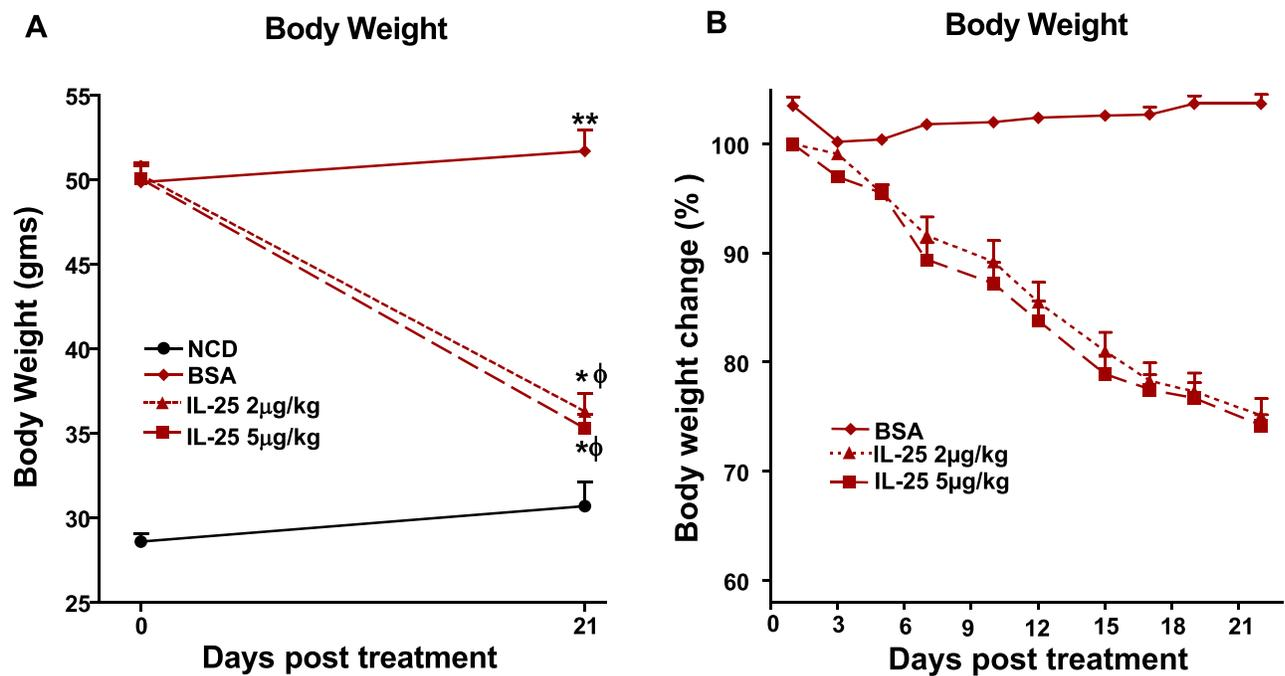 A
Body Weight
Body Weight (gms)
55
50
45
40
35
30
25
**
* ϕ
*ϕ
NCD
BSA
IL-25 2μg/kg
IL-25 5μg/kg
0
21
Days post treatment
B
Body Weight
Body weight change (% )
100
90
80
70
60
BSA
IL-25 2μg/kg
IL-25 5μg/kg
0 3 6 9 12 15 18 21
Days post treatment